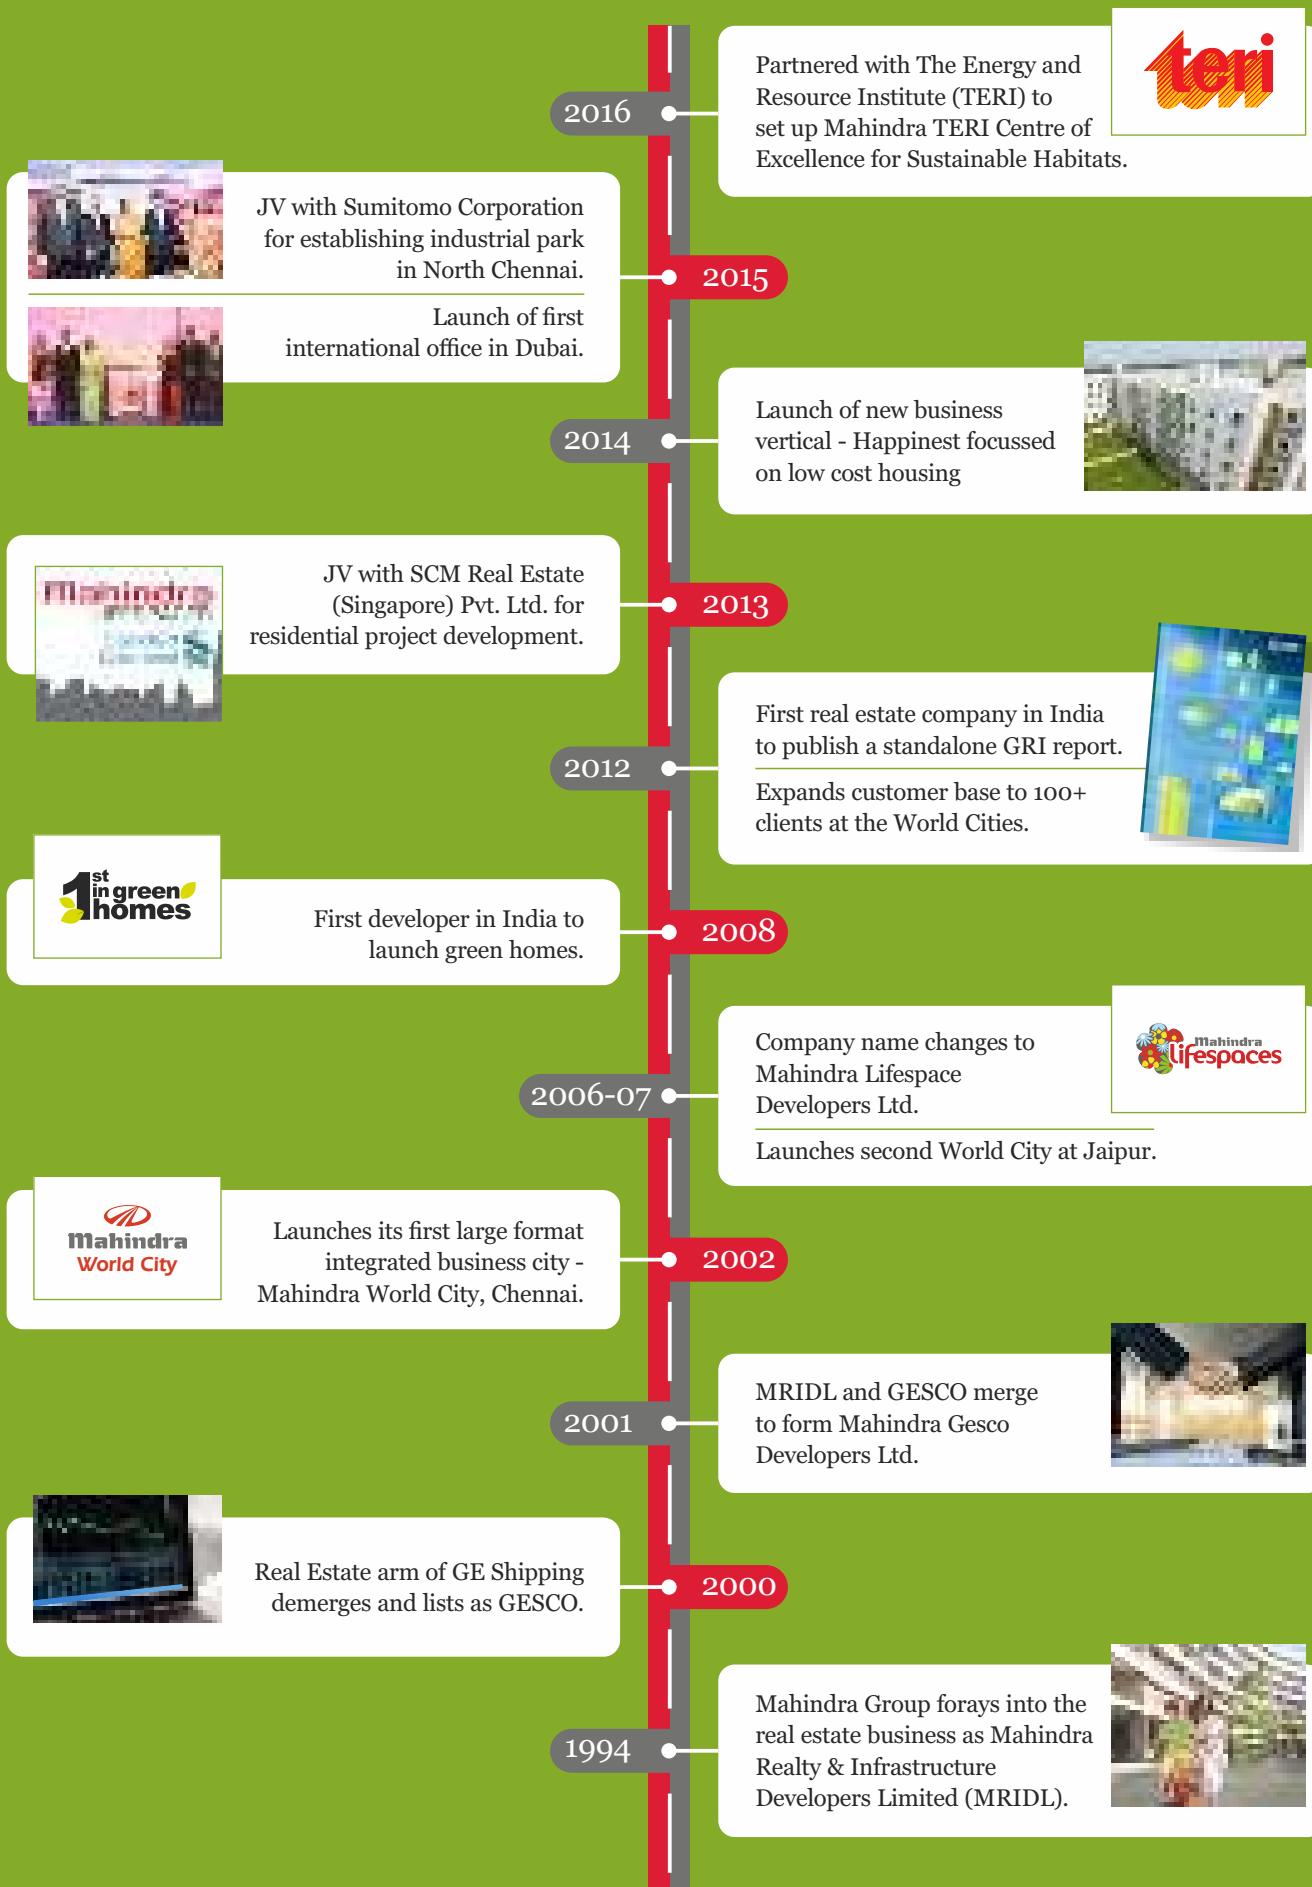 2016
Partnered with The Energy and
Resource Institute (TERI) to
set up Mahindra TERI Centre of
Excellence for Sustainable Habitats.
teri
JV with Sumitomo Corporation
for establishing industrial park
in North Chennai.
Launch of first
international office in Dubai.
2015
2014
Launch of new business
vertical - Happinest focussed
on low cost housing
Mahindra
JV with SCM Real Estate
(Singapore) Pvt. Ltd. for
residential project development.
2013
2012
First real estate company in India
to publish a standalone GRI report.
Expands customer base to 100+
clients at the World Cities.
1st
in green
homes
First developer in India to
launch green homes.
2008
2006-07
Company name changes to
Mahindra Lifespace
Developers Ltd.
Launches second World City at Jaipur.
Mahindra
Lifespaces
Mahindra
World City
Launches its first large format
integrated business city -
Mahindra World City, Chennai.
2002
2001
MRIDL and GESCO merge
to form Mahindra Gesco
Developers Ltd.
Real Estate arm of GE Shipping
demerges and lists as GESCO.
2000
1994
Mahindra Group forays into the
real estate business as Mahindra
Realty & Infrastructure
Developers Limited (MRIDL).